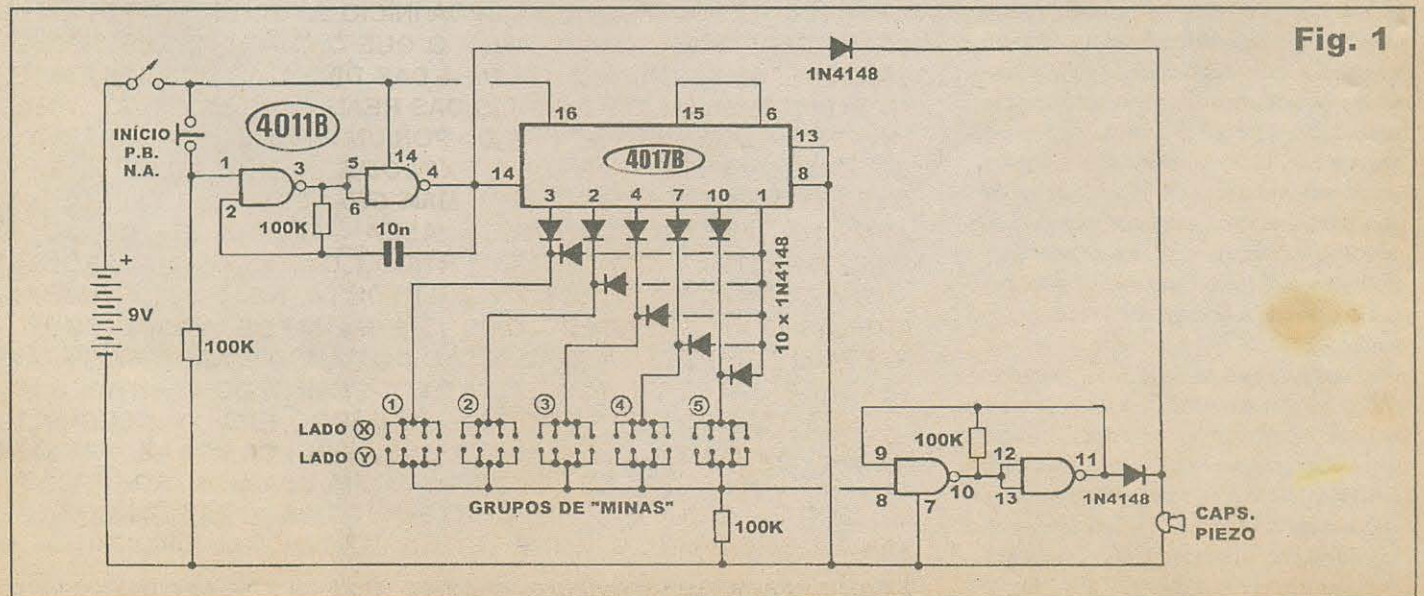 Fig. 1
1N4148
INÍCIO
P.B.
N.A.
4011B
1
2
3
5
6
14
4
100K
10n
16
15
6
13
8
14
4017B
3
2
4
7
10
1
10 x 1N4148
+
9V
100K
1
2
3
4
5
LADO X
LADO Y
GRUPOS DE "MINAS"
100K
9
8
10
7
100K
12
13
11
1N4148
CAPS.
PIEZO